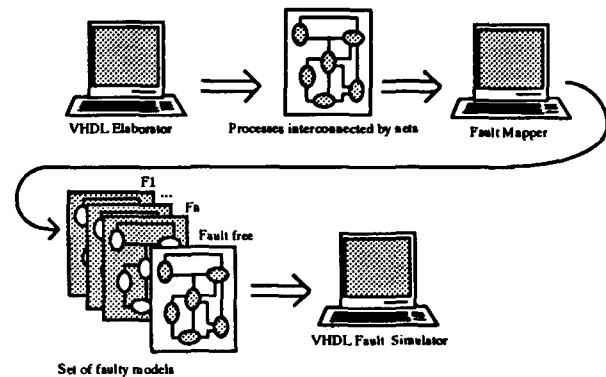 VHDL Elaborator
Processes interconnected by nets
Fault Mapper
F1
...
Fn
Fault free
VHDL Fault Simulator
Set of faulty models